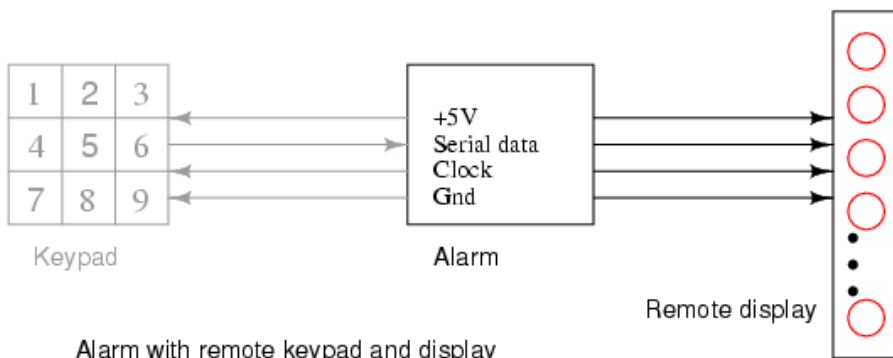 1 2 3
4 5 6
7 8 9
Keypad
+5V
Serial data
Clock
Gnd
Alarm
Remote display
Alarm with remote keypad and display